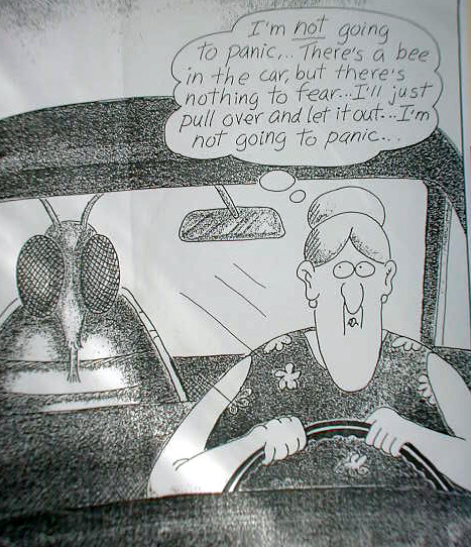 I'm not going
to panic... There's a bee
in the car, but there's
nothing to fear...I'll just
pull over and let it out...I'm
not going to panic...